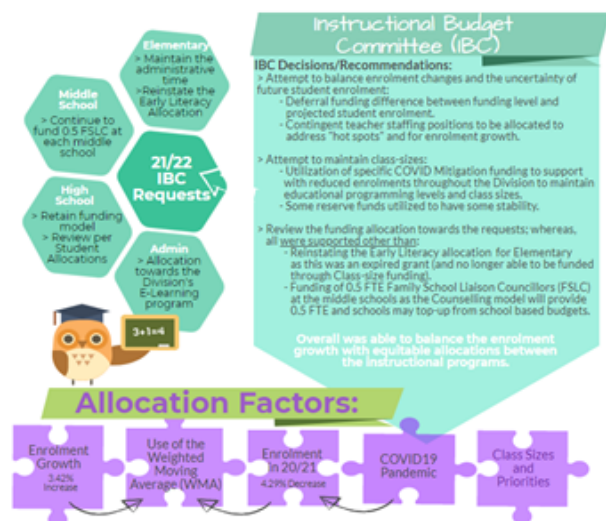 Elementary
> Maintain the
administrative
time
>Reinstate the
Early Literacy
Allocation
Middle
School
> Continue to
fund 0.5 FSLC at
each middle
school
21/22
IBC
Requests
High
School
> Retain funding
model
> Review per
Student
Allocations
Admin
> Allocation
towards the
Division's
E-Learning
program
3+1=4
Instructional Budget
Committee (IBC)
IBC Decisions/Recommendations:
> Attempt to balance enrolment changes and the uncertainty of
future student enrolment:
- Deferral funding difference between funding level and
projected student enrolment.
- Contingent teacher staffing positions to be allocated to
address "hot spots" and for enrolment growth.
> Attempt to maintain class-sizes:
- Utilization of specific COVID Mitigation funding to support
with reduced enrolments throughout the Division to maintain
educational programming levels and class sizes.
- Some reserve funds utilized to have some stability.
> Review the funding allocation towards the requests; whereas,
all were supported other than:
- Reinstating the Early Literacy allocation for Elementary
as this was an expired grant (and no longer able to be funded
through Class-size funding).
- Funding of 0.5 FTE Family School Liaison Councillors (FSLC)
at the middle schools as the Counselling model will provide
0.5 FTE and schools may top-up from school based budgets.
Overall was able to balance the enrolment
growth with equitable allocations between
the instructional programs.
Allocation Factors:
Enrolment
Growth
3.42%
Increase
Use of the
Weighted
Moving
Average (WMA)
Enrolment
in 20/21
4.29% Decrease
COVID19
Pandemic
Class Sizes
and
Priorities